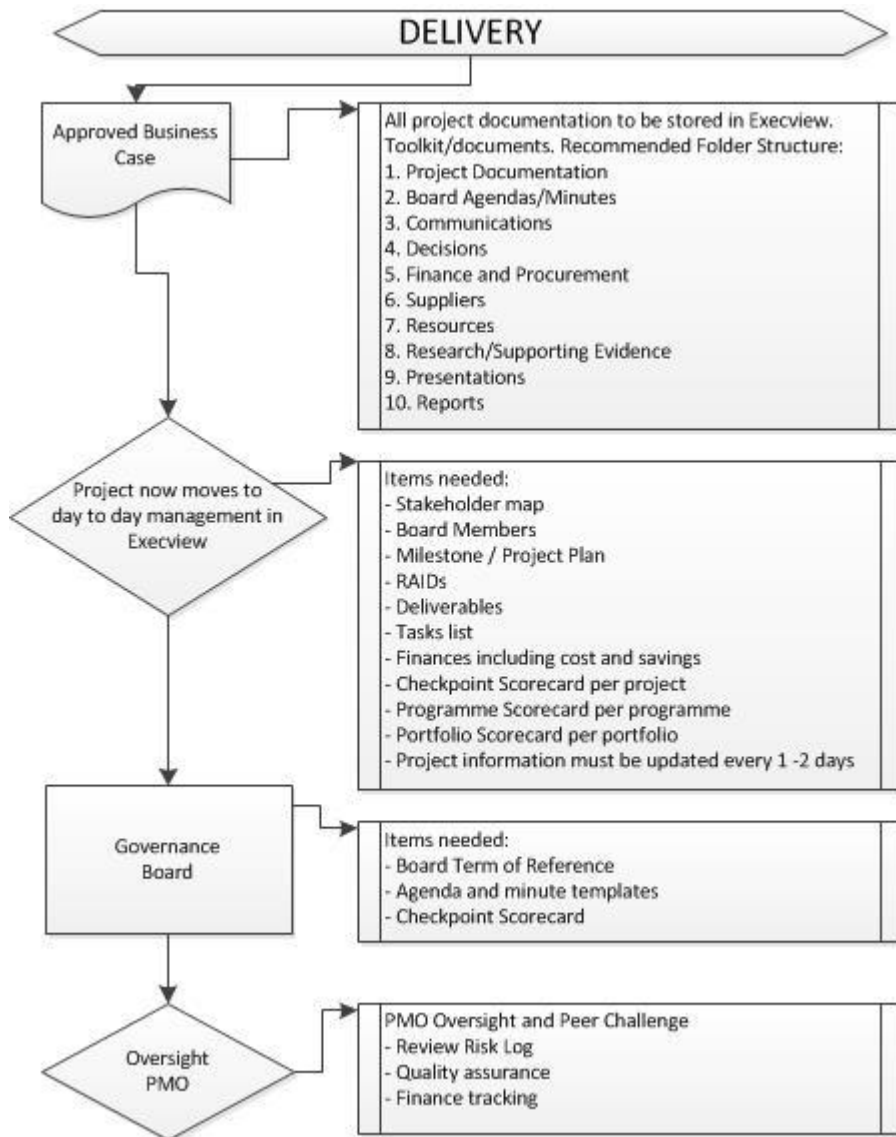 DELIVERY
Approved Business
Case
All project documentation to be stored in Execview.
Toolkit/documents. Recommended Folder Structure:
1. Project Documentation
2. Board Agendas/Minutes
3. Communications
4. Decisions
5. Finance and Procurement
6. Suppliers
7. Resources
8. Research/Supporting Evidence
9. Presentations
10. Reports
Project now moves to
day to day management in
Execview
Items needed:
- Stakeholder map
- Board Members
- Milestone / Project Plan
- RAIDs
- Deliverables
- Tasks list
- Finances including cost and savings
- Checkpoint Scorecard per project
- Programme Scorecard per programme
- Portfolio Scorecard per portfolio
- Project information must be updated every 1 -2 days
Governance
Board
Items needed:
- Board Term of Reference
- Agenda and minute templates
- Checkpoint Scorecard
Oversight
PMO
PMO Oversight and Peer Challenge
- Review Risk Log
- Quality assurance
- Finance tracking